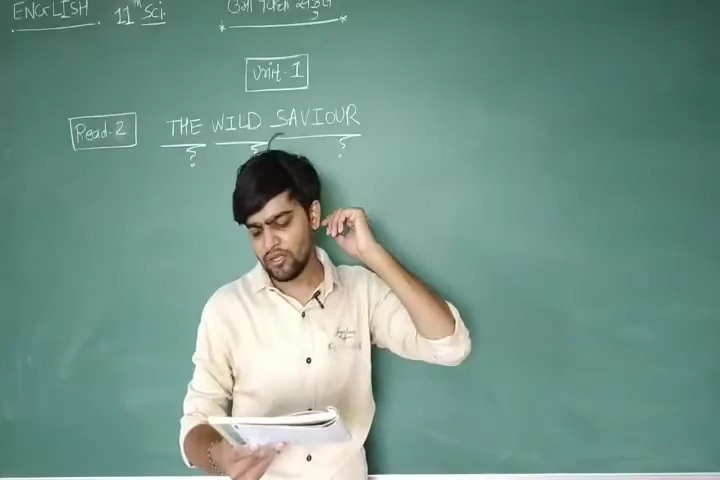 ENGLISH. 11th Sci.
Unit-1
Read-2 THE WILD SAVIOUR
? ? ?